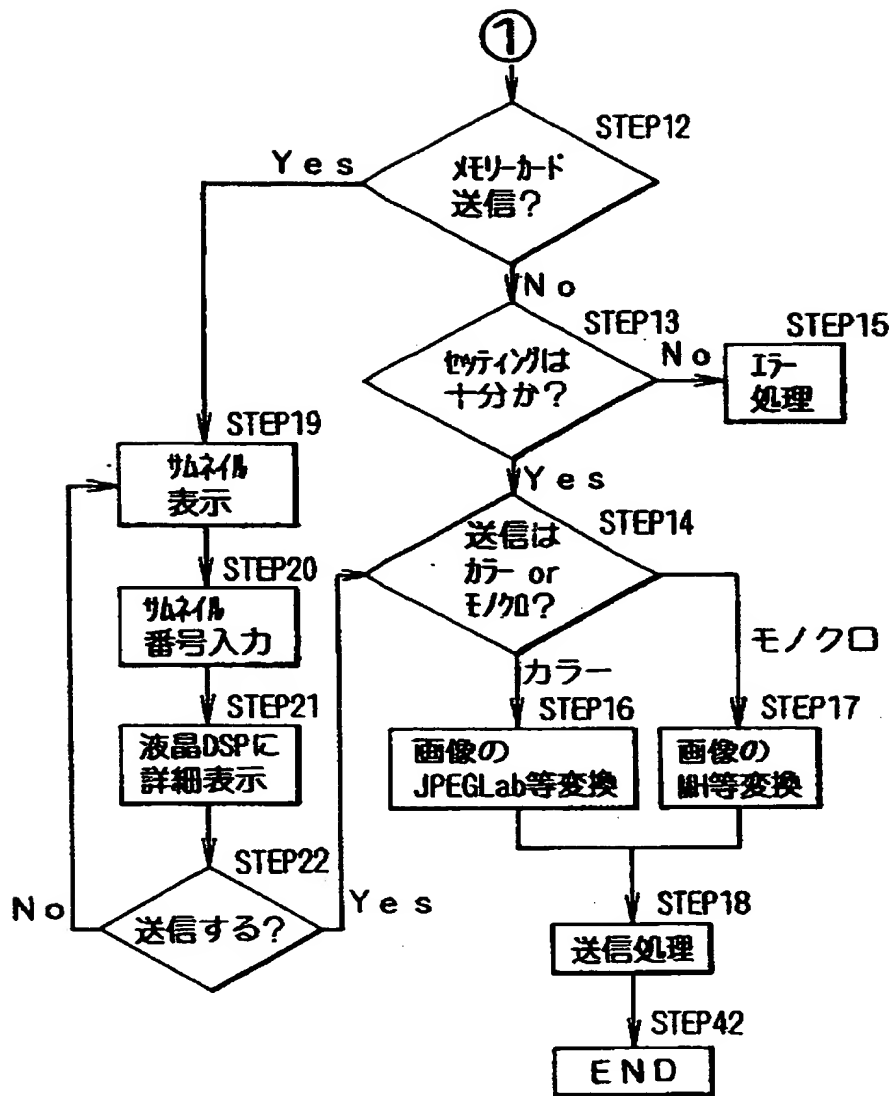 ①
STEP12
Yes
メモリーカード
送信?
No
STEP13
セッティングは
十分か?
No
STEP15
エラー
処理
Yes
STEP19
サムネイル
表示
STEP14
送信は
カラー or
モノクロ?
STEP20
サムネイル
番号入力
カラー
モノクロ
STEP21
液晶DSPに
詳細表示
STEP16
画像の
JPEGLab等変換
STEP17
画像の
MH等変換
STEP22
送信する?
No
Yes
STEP18
送信処理
STEP42
END